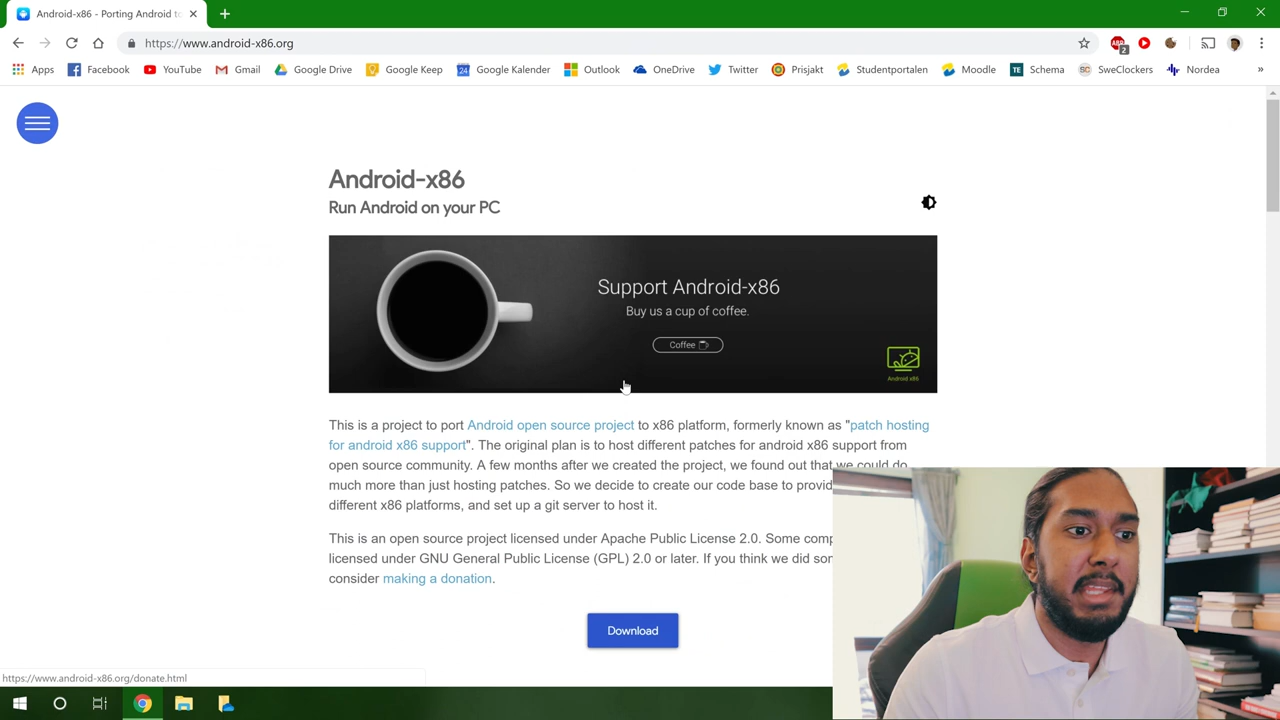 Android-x86 - Porting Android to
https://www.android-x86.org
2
Apps
Facebook
YouTube
Gmail
Google Drive
Google Keep
24
Google Kalender
Outlook
OneDrive
Twitter
Prisjakt
Studentportalen
Moodle
TE
Schema
SC
SweClockers
Nordea
»
Android-x86
Run Android on your PC
Support Android-x86
Buy us a cup of coffee.
Coffee
Android x86
This is a project to port Android open source project to x86 platform, formerly known as "patch hosting
for android x86 support". The original plan is to host different patches for android x86 support from
open source community. A few months after we created the project, we found out that we could do
much more than just hosting patches. So we decide to create our code base to provid
different x86 platforms, and set up a git server to host it.
This is an open source project licensed under Apache Public License 2.0. Some comp
licensed under GNU General Public License (GPL) 2.0 or later. If you think we did som
consider making a donation.
Download
https://www.android-x86.org/donate.html